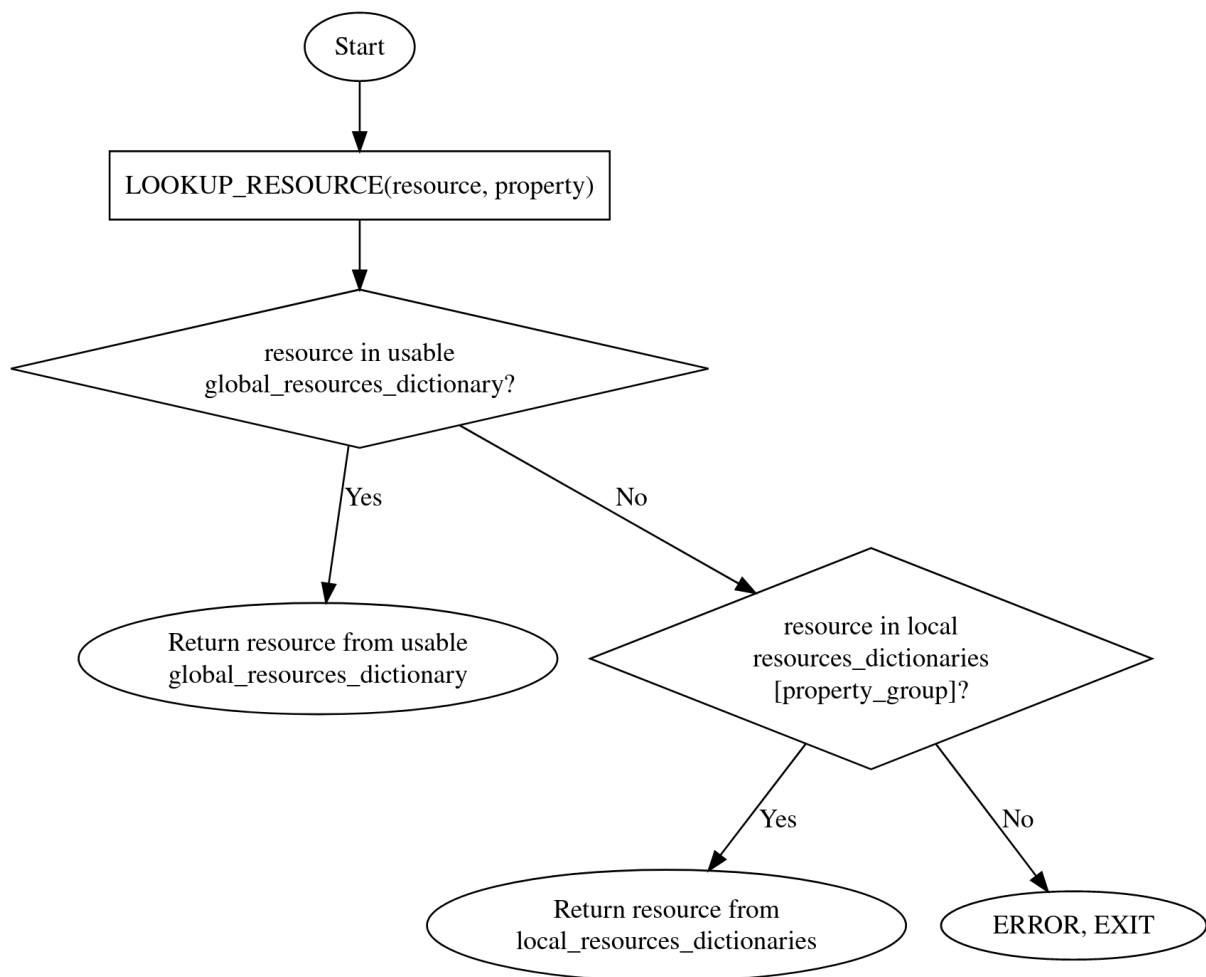 Start
LOOKUP_RESOURCE(resource, property)
resource in usable
global_resources_dictionary?
Yes
No
Return resource from usable
global_resources_dictionary
resource in local
resources_dictionaries
[property_group]?
Yes
No
Return resource from
local_resources_dictionaries
ERROR, EXIT